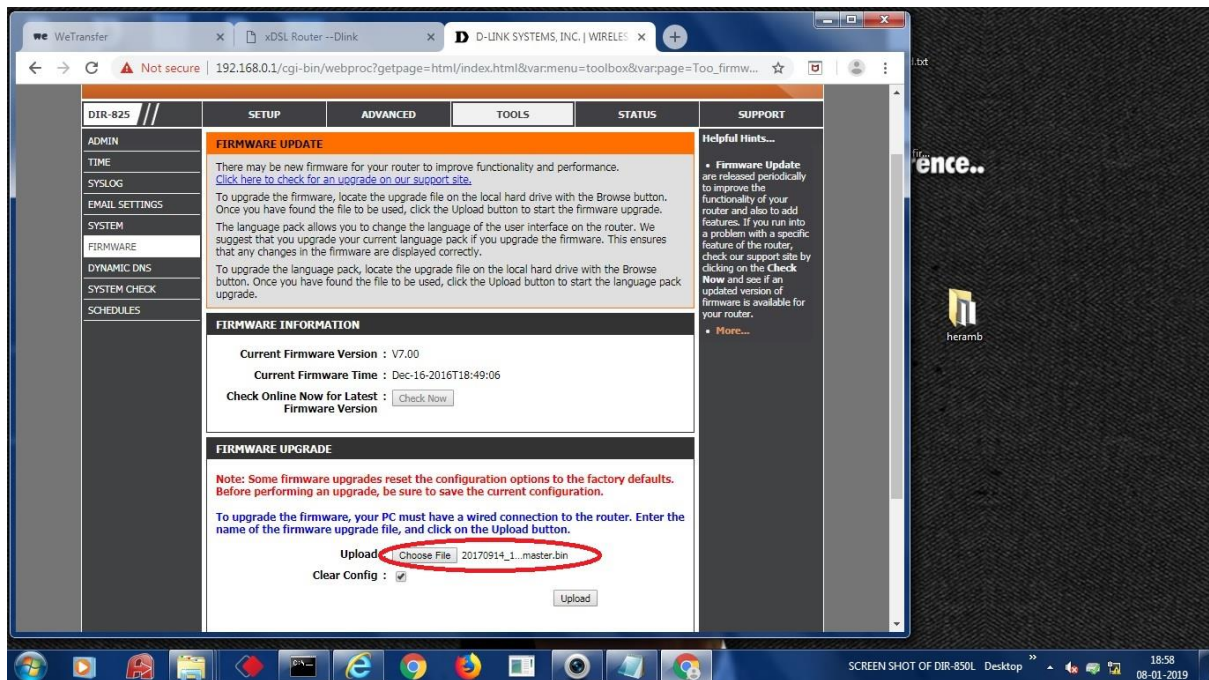 we WeTransfer
xDSL Router --Dlink
D-LINK SYSTEMS, INC. | WIRELES
Not secure | 192.168.0.1/cgi-bin/webproc?getpage=html/index.html&var:menu=toolbox&var:page=Too_firmw...
l.txt
DIR-825
SETUP
ADVANCED
TOOLS
STATUS
SUPPORT
ADMIN
TIME
SYSLOG
EMAIL SETTINGS
SYSTEM
FIRMWARE
DYNAMIC DNS
SYSTEM CHECK
SCHEDULES
FIRMWARE UPDATE
There may be new firmware for your router to improve functionality and performance.
Click here to check for an upgrade on our support site.
To upgrade the firmware, locate the upgrade file on the local hard drive with the Browse button.
Once you have found the file to be used, click the Upload button to start the firmware upgrade.
The language pack allows you to change the language of the user interface on the router. We
suggest that you upgrade your current language pack if you upgrade the firmware. This ensures
that any changes in the firmware are displayed correctly.
To upgrade the language pack, locate the upgrade file on the local hard drive with the Browse
button. Once you have found the file to be used, click the Upload button to start the language pack
upgrade.
FIRMWARE INFORMATION
Current Firmware Version : V7.00
Current Firmware Time : Dec-16-2016T18:49:06
Check Online Now for Latest : Check Now
Firmware Version
FIRMWARE UPGRADE
Note: Some firmware upgrades reset the configuration options to the factory defaults.
Before performing an upgrade, be sure to save the current configuration.
To upgrade the firmware, your PC must have a wired connection to the router. Enter the
name of the firmware upgrade file, and click on the Upload button.
Upload : Choose File 20170914_1...master.bin
Clear Config :
Upload
Helpful Hints...
• Firmware Update
are released periodically
to improve the
functionality of your
router and also to add
features. If you run into
a problem with a specific
feature of the router,
check our support site by
clicking on the Check
Now and see if an
updated version of
firmware is available for
your router.
• More...
fir...
ence..
heramb
SCREEN SHOT OF DIR-850L Desktop
18:58
08-01-2019